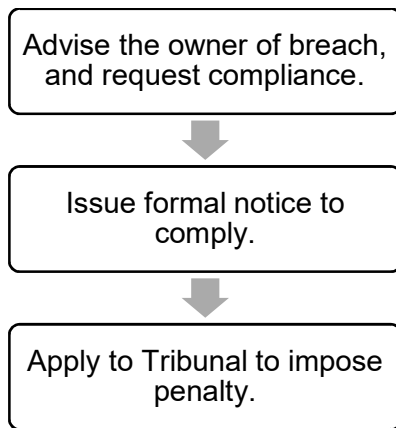 Advise the owner of breach,
and request compliance.
Issue formal notice to
comply.
Apply to Tribunal to impose
penalty.